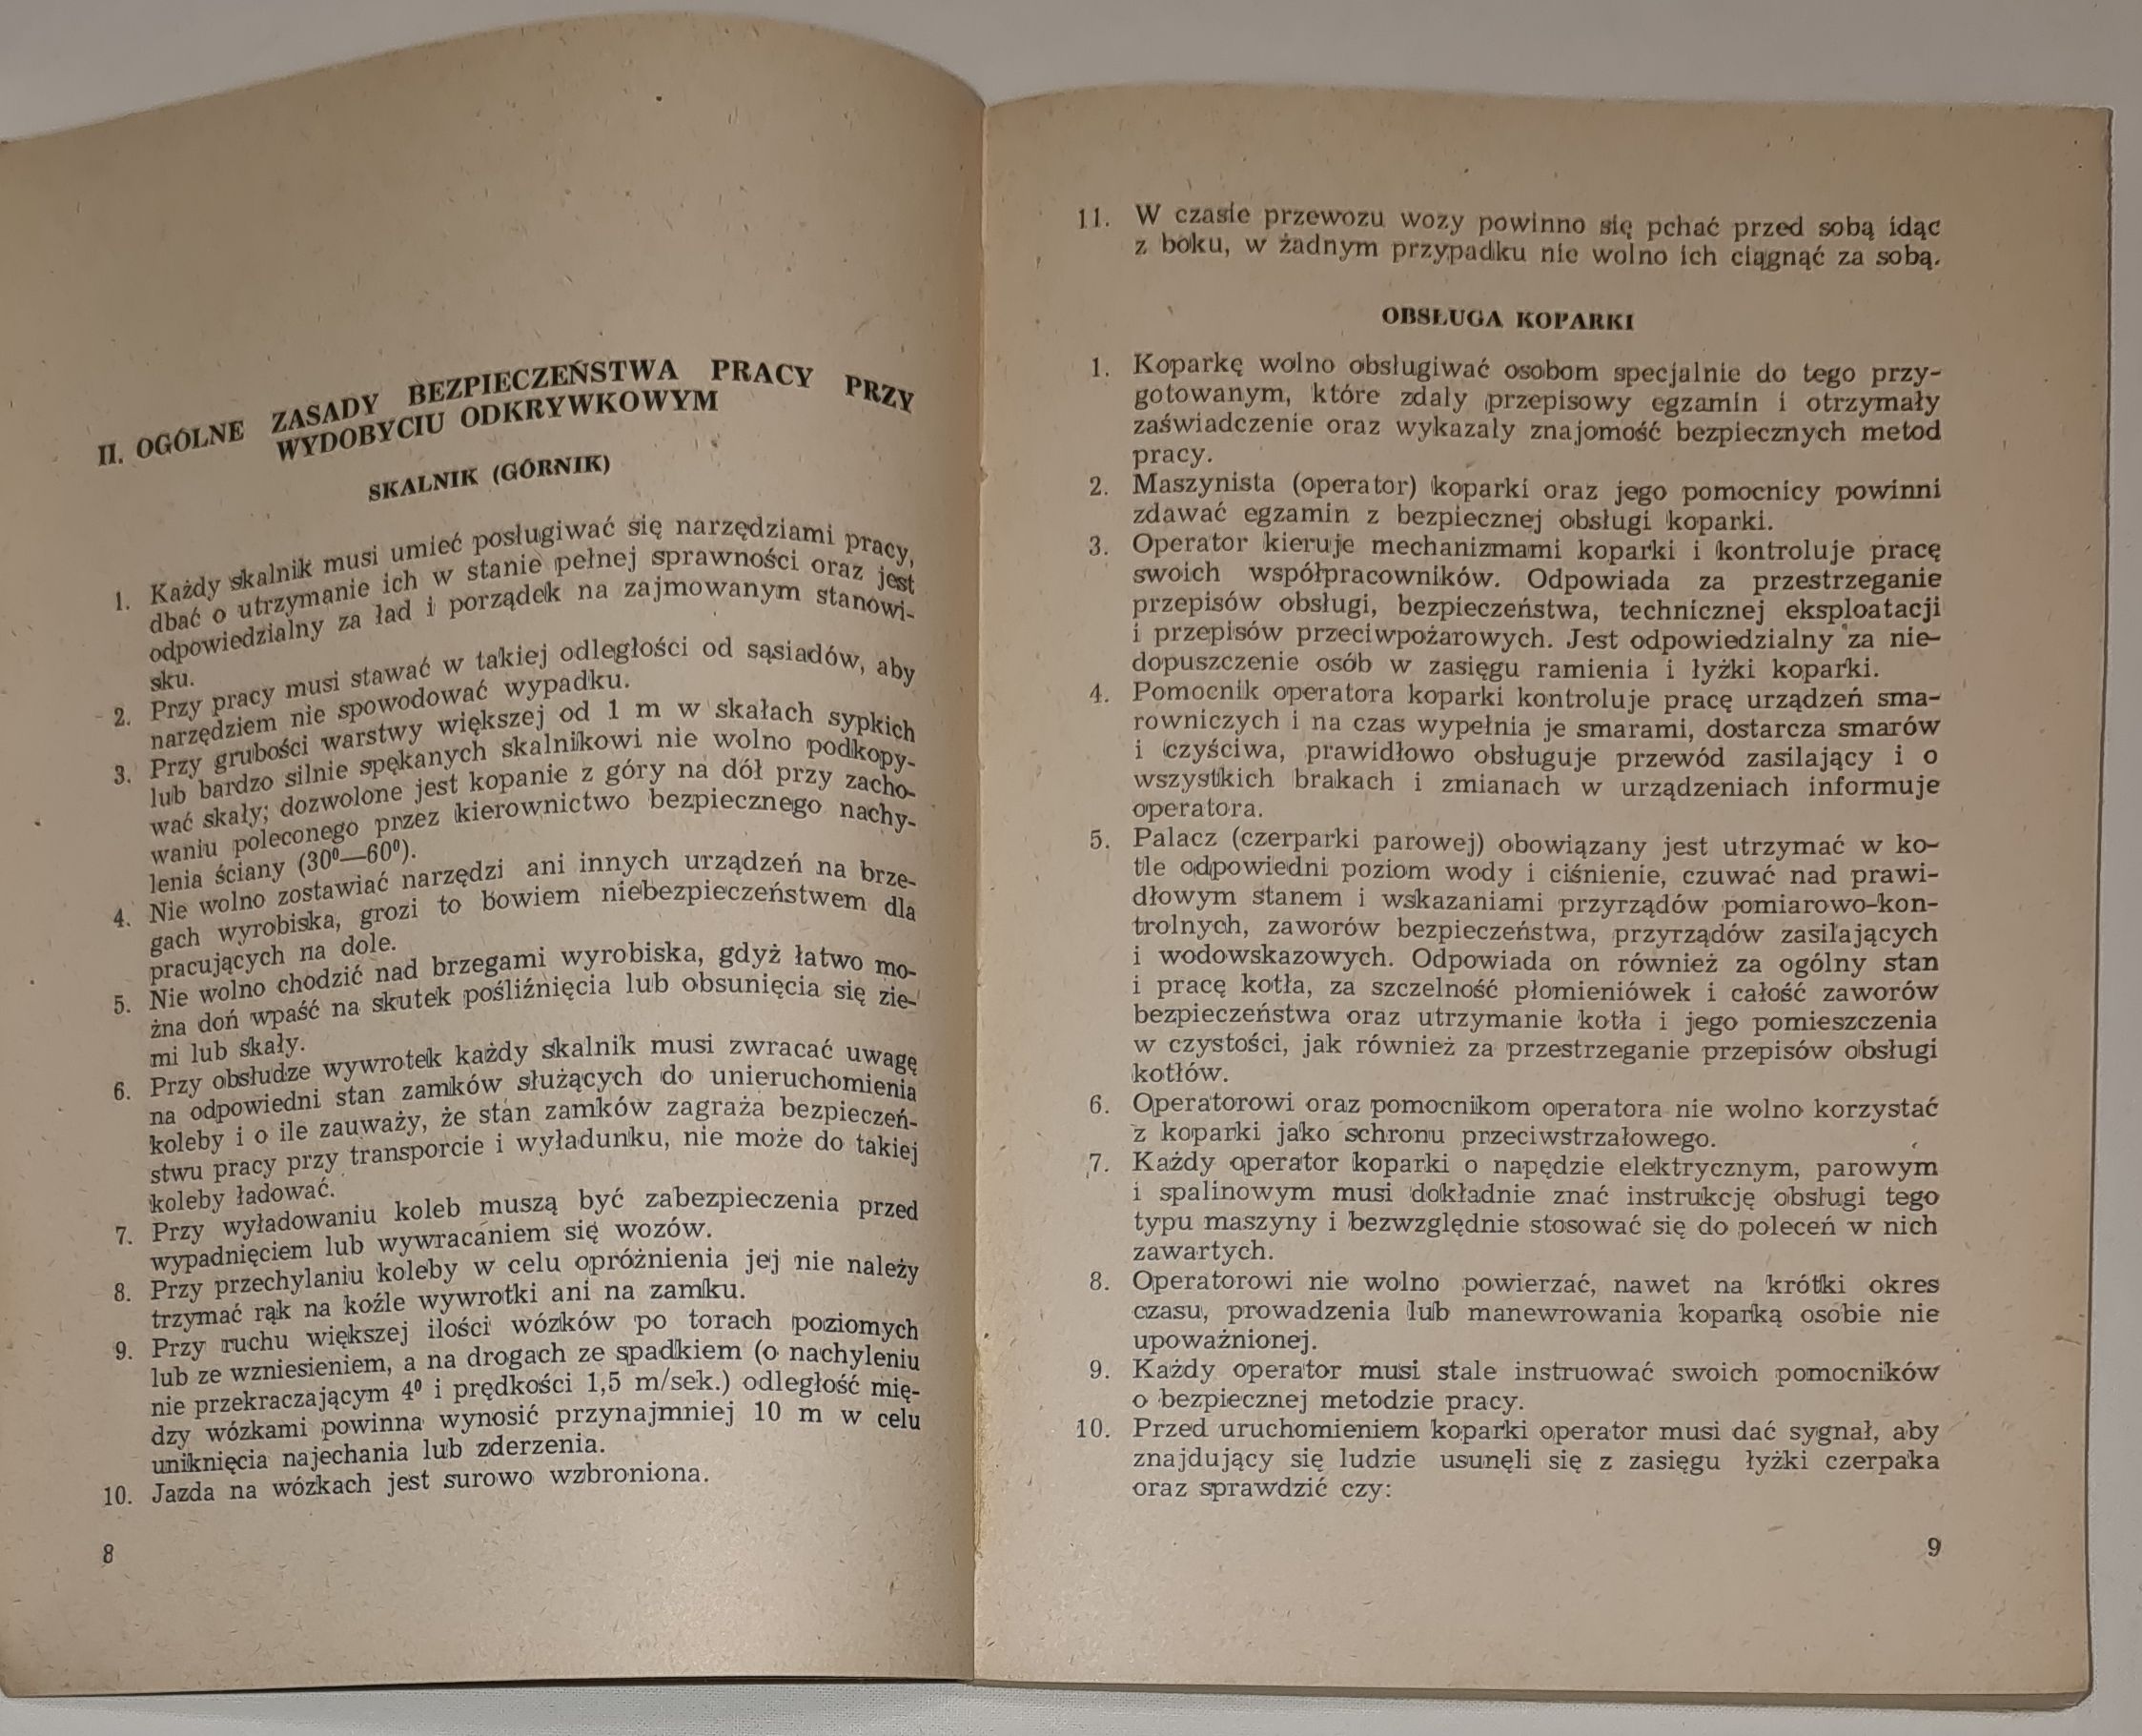 II. OGÓLNE ZASADY BEZPIECZEŃSTWA PRACY PRZY
WYDOBYCIU ODKRYWKOWYM
SKALNIK (GÓRNIK)
1. Każdy skalnik musi umieć posługiwać się narzędziami pracy,
dbać o utrzymanie ich w stanie pełnej sprawności oraz jest
odpowiedzialny za ład i porządek na zajmowanym stanowi-
sku.
2. Przy pracy musi stawać w takiej odległości od sąsiadów, aby
narzędziem nie spowodować wypadku.
3. Przy grubości warstwy większej od 1 m w skałach sypkich
lub bardzo silnie spękanych skalnikowi nie wolno podkopy-
wać skały; dozwolone jest kopanie z góry na dół przy zacho-
waniu poleconego przez kierownictwo bezpiecznego nachy-
lenia ściany (30⁰—60⁰).
4. Nie wolno zostawiać narzędzi ani innych urządzeń na brze-
gach wyrobiska, grozi to bowiem niebezpieczeństwem dla
pracujących na dole.
5. Nie wolno chodzić nad brzegami wyrobiska, gdyż łatwo mo-
żna doń wpaść na skutek pośliźnięcia lub obsunięcia się zie-
mi lub skały.
6. Przy obsłudze wywrotek każdy skalnik musi zwracać uwagę
na odpowiedni stan zamków służących do unieruchomienia
koleby i o ile zauważy, że stan zamków zagraża bezpieczeń-
stwu pracy przy transporcie i wyładunku, nie może do takiej
koleby ładować.
7. Przy wyładowaniu koleb muszą być zabezpieczenia przed
wypadnięciem lub wywracaniem się wozów.
8. Przy przechylaniu koleby w celu opróżnienia jej nie należy
trzymać rąk na koźle wywrotki ani na zamku.
9. Przy ruchu większej ilości wózków po torach poziomych
lub ze wzniesieniem, a na drogach ze spadkiem (o nachyleniu
nie przekraczającym 4⁰ i prędkości 1,5 m/sek.) odległość mię-
dzy wózkami powinna wynosić przynajmniej 10 m w celu
uniknięcia najechania lub zderzenia.
10. Jazda na wózkach jest surowo wzbroniona.
8
11. W czasie przewozu wozy powinno się pchać przed sobą idąc
z boku, w żadnym przypadku nie wolno ich ciągnąć za sobą.
OBSŁUGA KOPARKI
1. Koparkę wolno obsługiwać osobom specjalnie do tego przy-
gotowanym, które zdaly przepisowy egzamin i otrzymały
zaświadczenie oraz wykazaly znajomość bezpiecznych metod
pracy.
2. Maszynista (operator) koparki oraz jego pomocnicy powinni
zdawać egzamin z bezpiecznej obsługi koparki.
3. Operator kieruje mechanizmami koparki i kontroluje pracę
swoich współpracowników. Odpowiada za przestrzeganie
przepisów obsługi, bezpieczeństwa, technicznej eksploatacji
i przepisów przeciwpożarowych. Jest odpowiedzialny za nie-
dopuszczenie osób w zasięgu ramienia i łyżki koparki.
4. Pomocnik operatora koparki kontroluje pracę urządzeń sma-
rowniczych i na czas wypełnia je smarami, dostarcza smarów
i czyściwa, prawidłowo obsługuje przewód zasilający i o
wszystkich brakach i zmianach w urządzeniach informuje
operatora.
5. Palacz (czerparki parowej) obowiązany jest utrzymać w ko-
tle odpowiedni poziom wody i ciśnienie, czuwać nad prawi-
dłowym stanem i wskazaniami przyrządów pomiarowo-kon-
trolnych, zaworów bezpieczeństwa, przyrządów zasilających
i wodowskazowych. Odpowiada on również za ogólny stan
i pracę kotła, za szczelność płomieniówek i całość zaworów
bezpieczeństwa oraz utrzymanie kotła i jego pomieszczenia
w czystości, jak również za przestrzeganie przepisów obsługi
kotłów.
6. Operatorowi oraz pomocnikom operatora nie wolno korzystać
z koparki jako schronu przeciwstrzałowego.
7. Każdy operator koparki o napędzie elektrycznym, parowym
i spalinowym musi dokładnie znać instrukcję obsługi tego
typu maszyny i bezwzględnie stosować się do poleceń w nich
zawartych.
8. Operatorowi nie wolno powierzać, nawet na krótki okres
czasu, prowadzenia lub manewrowania koparką osobie nie
upoważnionej.
9. Każdy operator musi stale instruować swoich pomocników
o bezpiecznej metodzie pracy.
10. Przed uruchomieniem koparki operator musi dać sygnał, aby
znajdujący się ludzie usunęli się z zasięgu łyżki czerpaka
oraz sprawdzić czy:
9